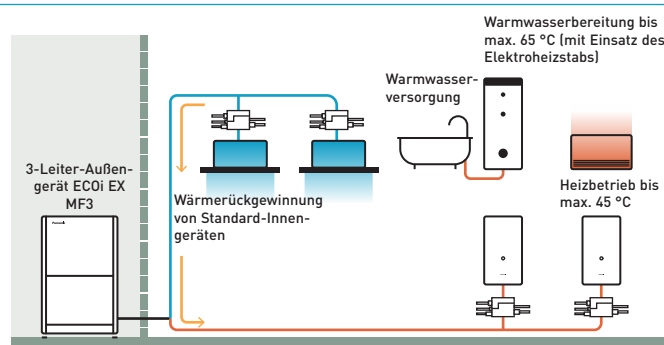 Warmwasserbereitung bis
max. 65 °C (mit Einsatz des
Elektroheizstabs)
Warmwasser-
versorgung
3-Leiter-Außen-
gerät ECOi EX
MF3
Wärmerückgewinnung
von Standard-Innen-
geräten
Heizbetrieb bis
max. 45 °C
Panasonic